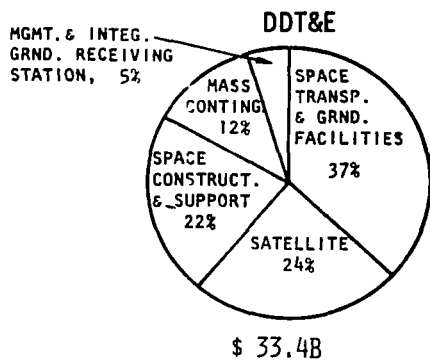 DDT&E
MGMT. & INTEG.
GRND. RECEIVING
STATION, 5%
MASS
CONTING.
12%
SPACE
TRANSP.
& GRND.
FACILITIES
37%
SPACE
CONSTRUCT.
& SUPPORT
22%
SATELLITE
24%
$ 33.4B